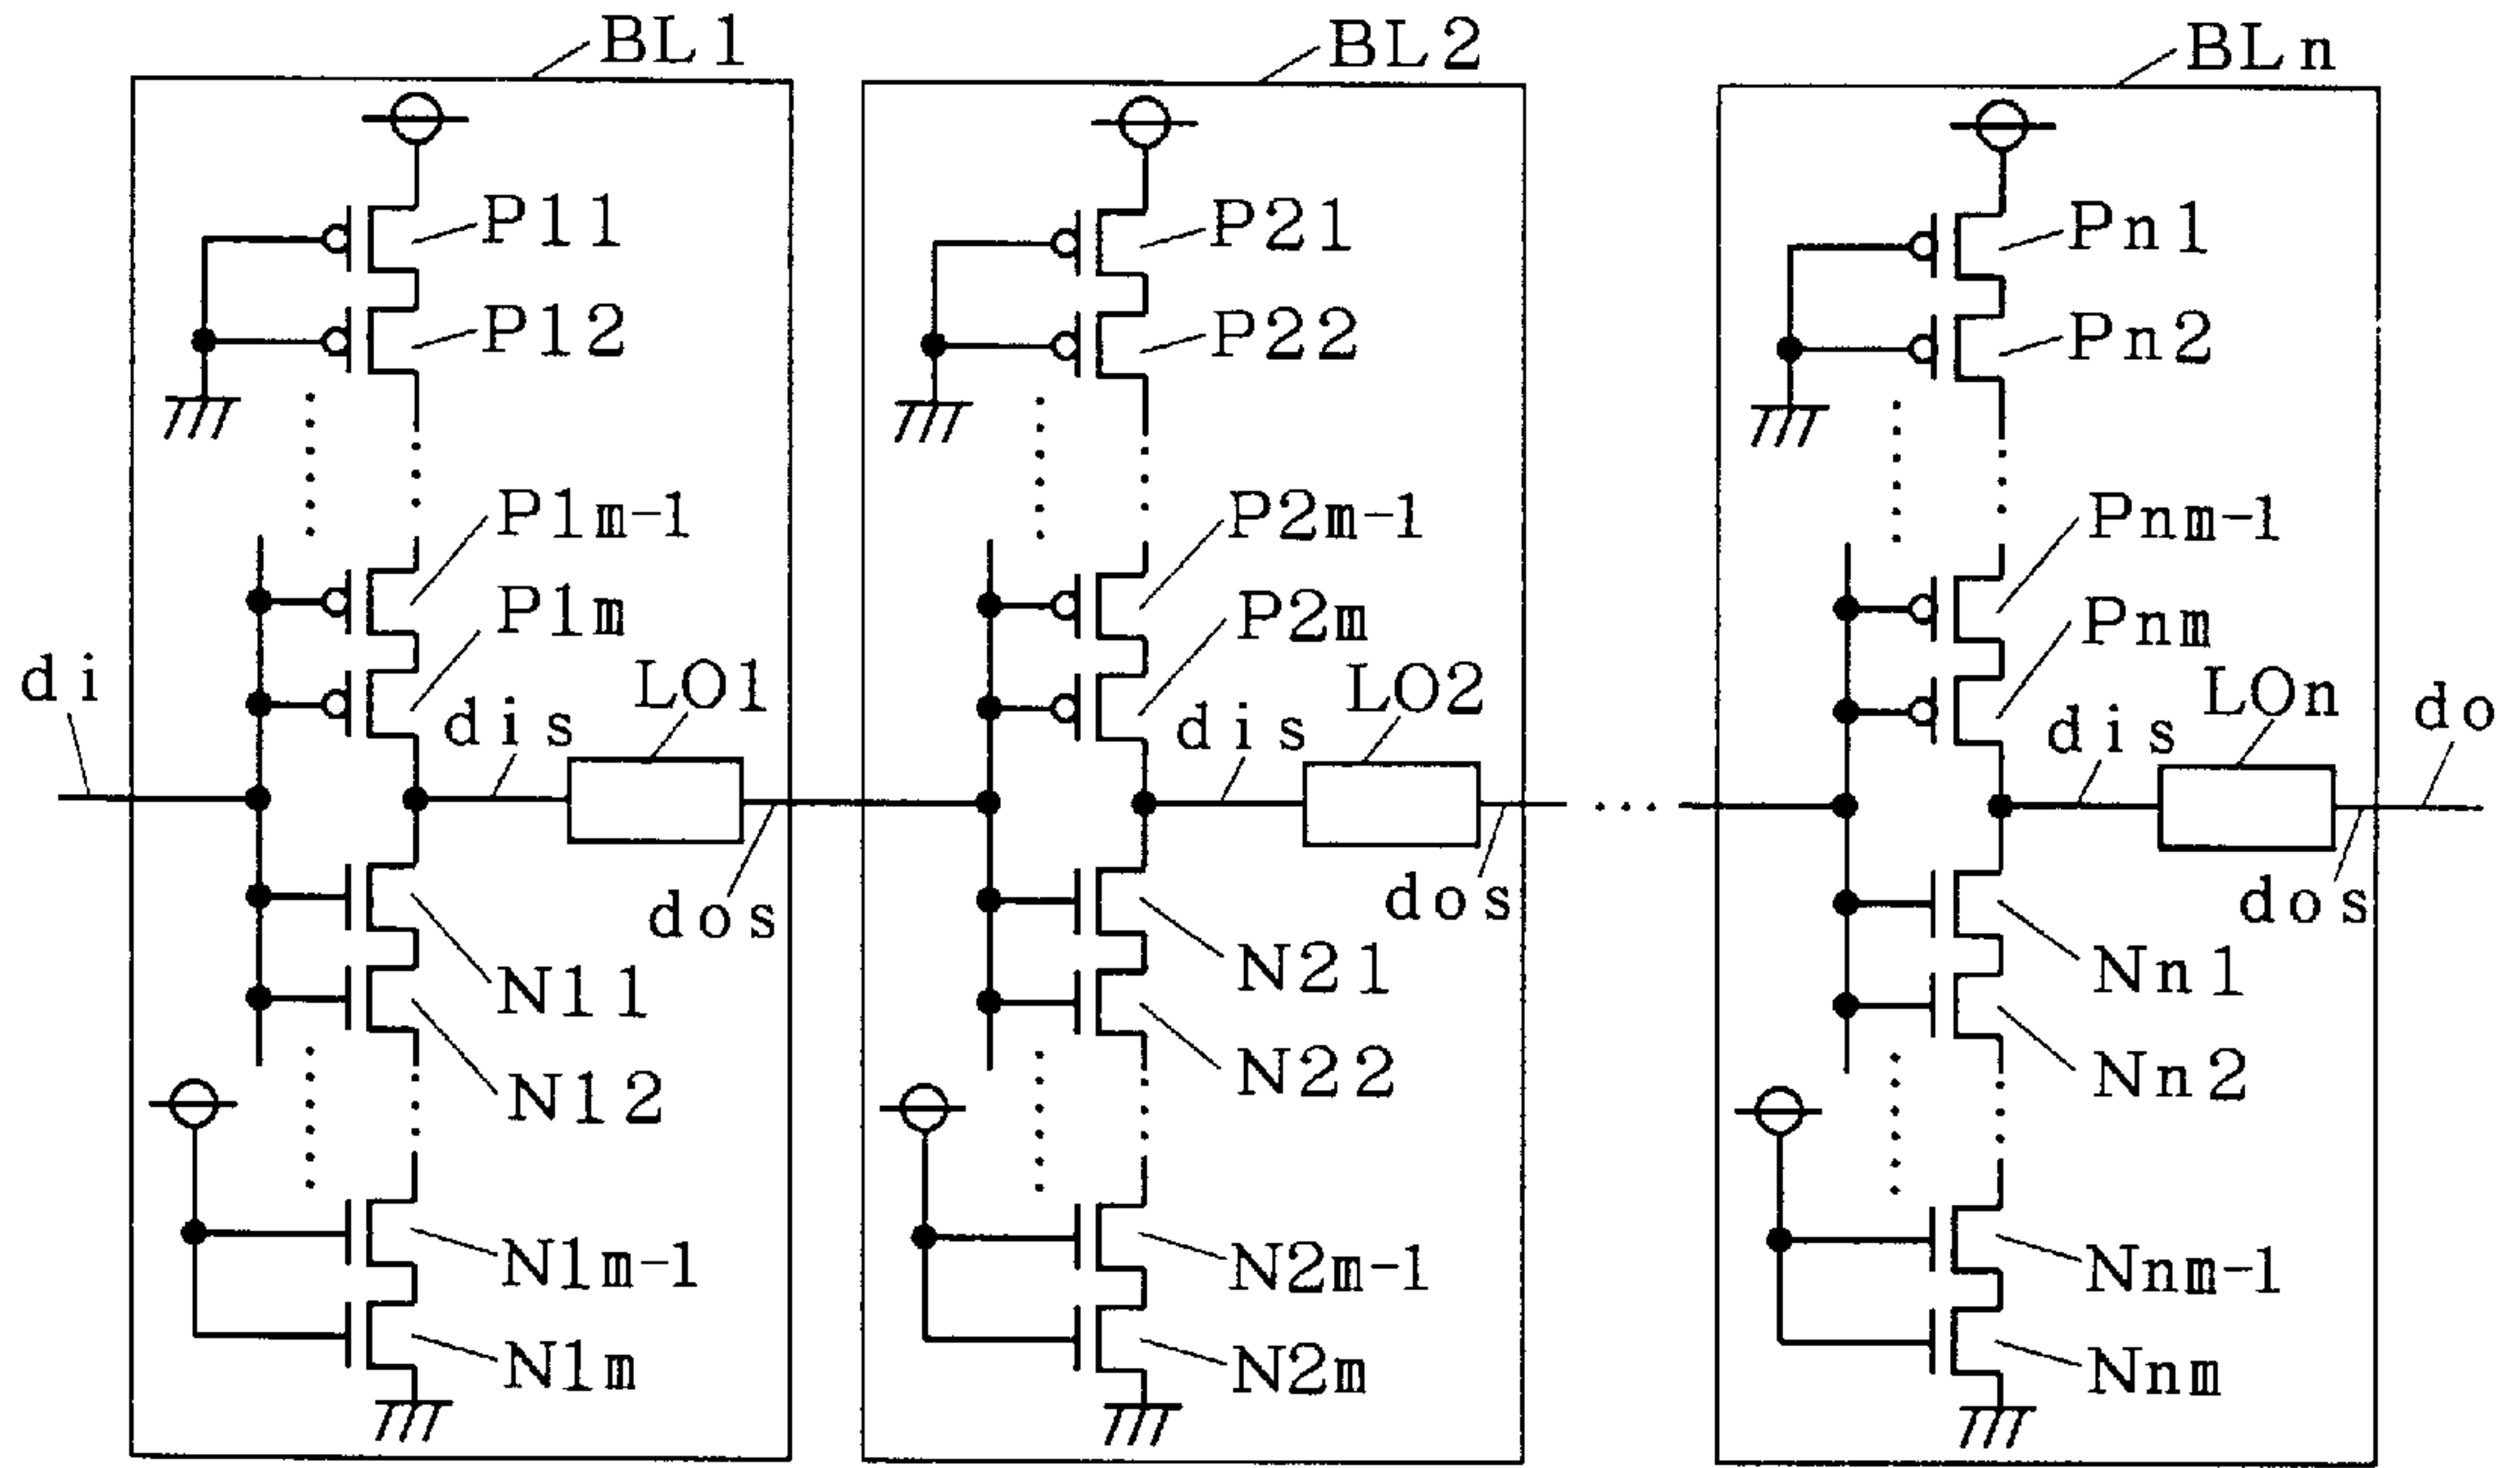 BL1
BL2
BLn
P11
P12
P1m-1
P1m
LO1
di
dis
dos
N11
N12
N1m-1
N1m
P21
P22
P2m-1
P2m
LO2
dis
dos
N21
N22
N2m-1
N2m
Pn1
Pn2
Pnm-1
Pnm
LOn
dis
do
dos
Nn1
Nn2
Nnm-1
Nnm